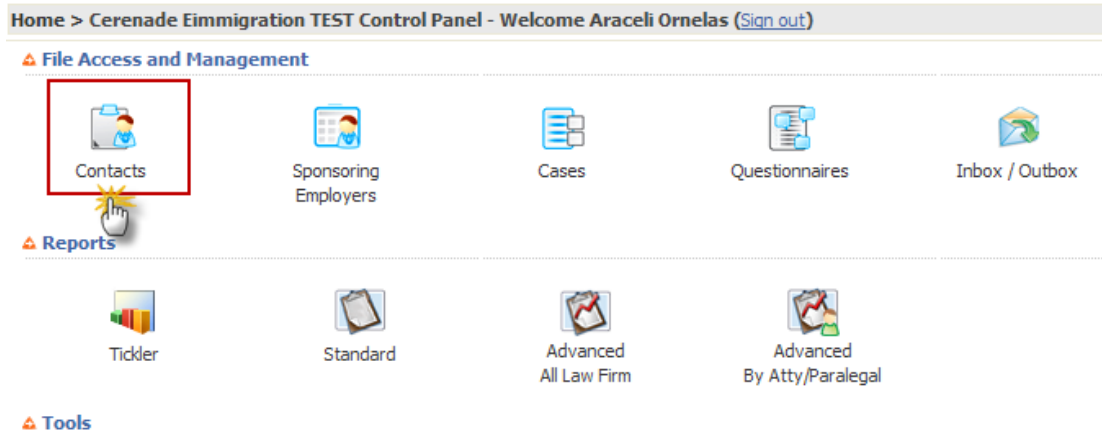 Home > Cerenade Eimmigration TEST Control Panel - Welcome Araceli Ornelas (Sign out)
File Access and Management
Contacts
Sponsoring
Employers
Cases
Questionnaires
Inbox / Outbox
Reports
Tickler
Standard
Advanced
All Law Firm
Advanced
By Atty/Paralegal
Tools